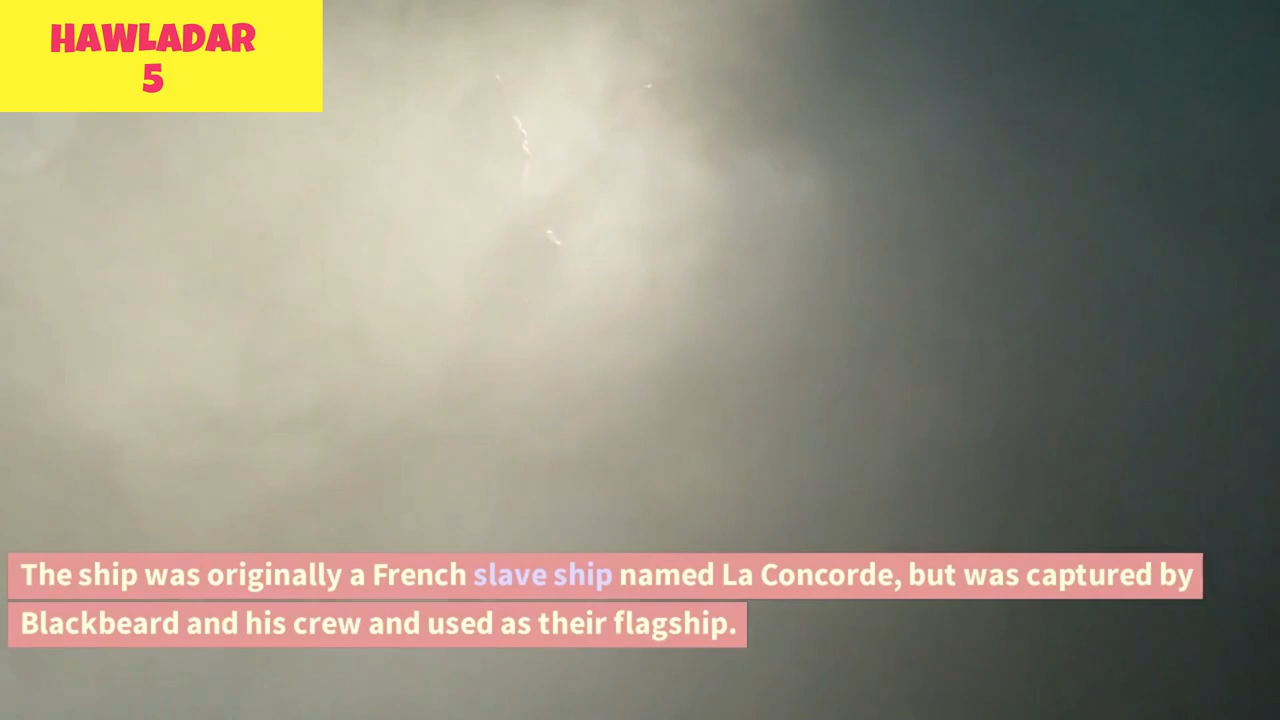 HAWLADAR
5
The ship was originally a French slave ship named La Concorde, but was captured by
Blackbeard and his crew and used as their flagship.